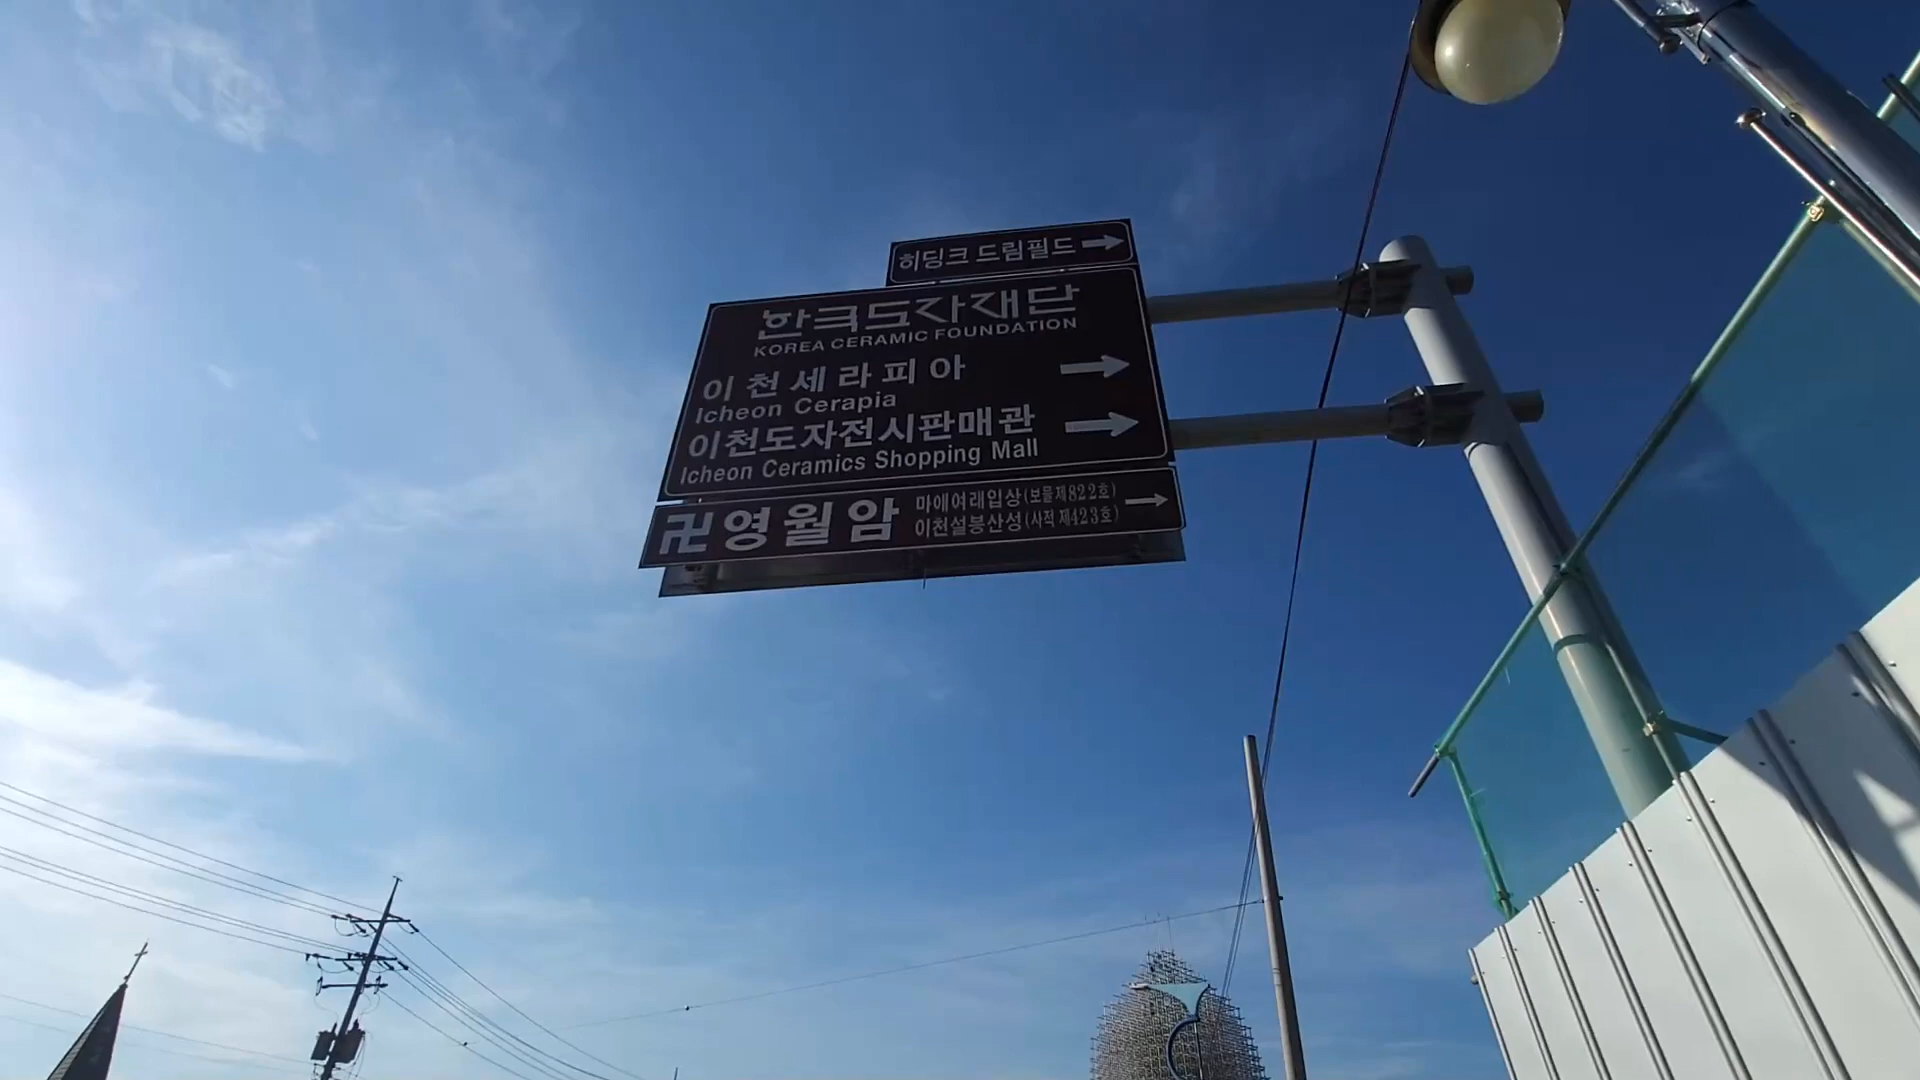 히딩크 드림필드
한국도자재단
KOREA CERAMIC FOUNDATION
이천세라피아
Icheon Cerapia
이천도자전시판매관
Icheon Ceramics Shopping Mall
卍영월암
마애여래입상(보물제822호)
이천설봉산성(사적 제423호)